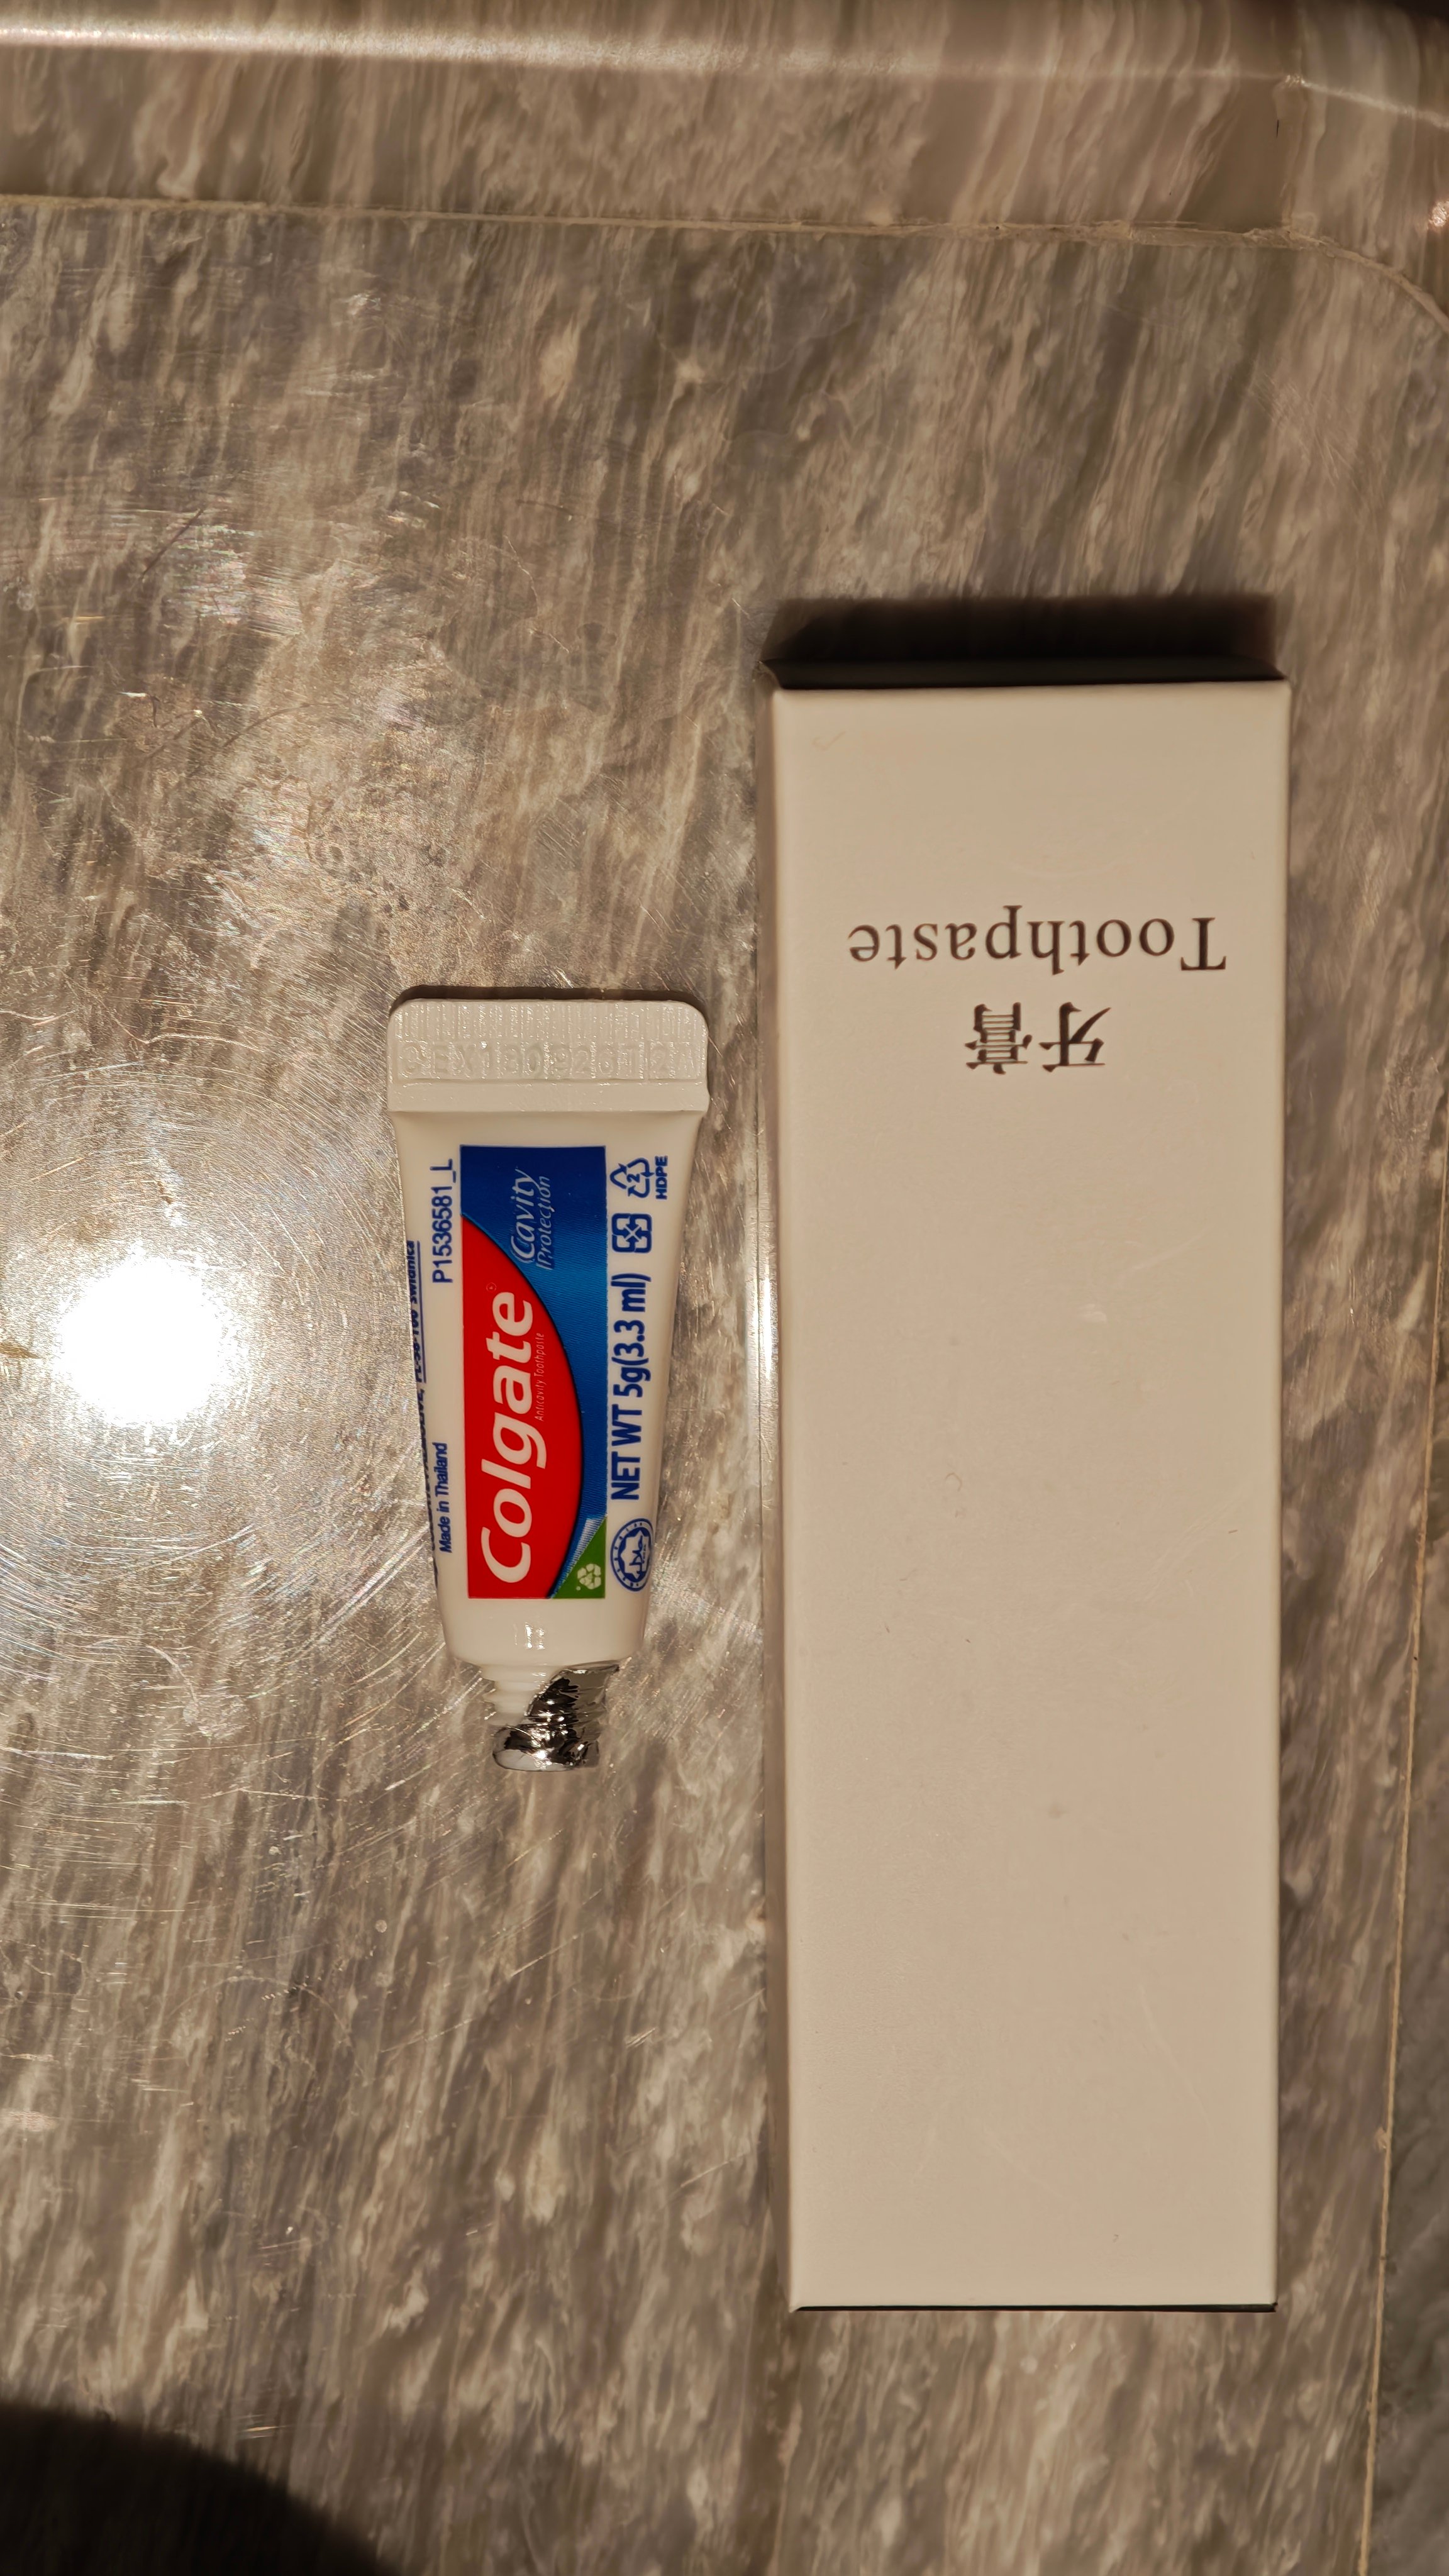 P1536581_L
Made in Thailand
Colgate
Anticavity Toothpaste
Cavity
Protection
NET WT 5g(3.3 ml)
2
HDPE
Toothpaste
牙膏